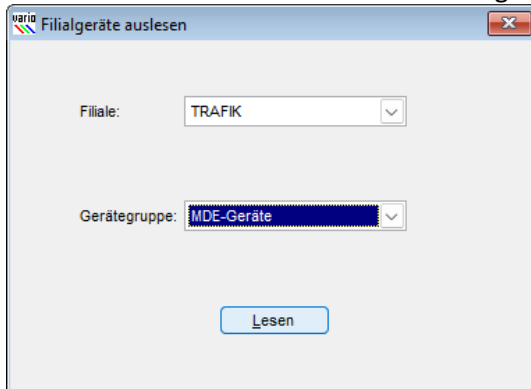 vario Filialgeräte auslesen
Filiale: TRAFIK
Gerätegruppe: MDE-Geräte
Lesen